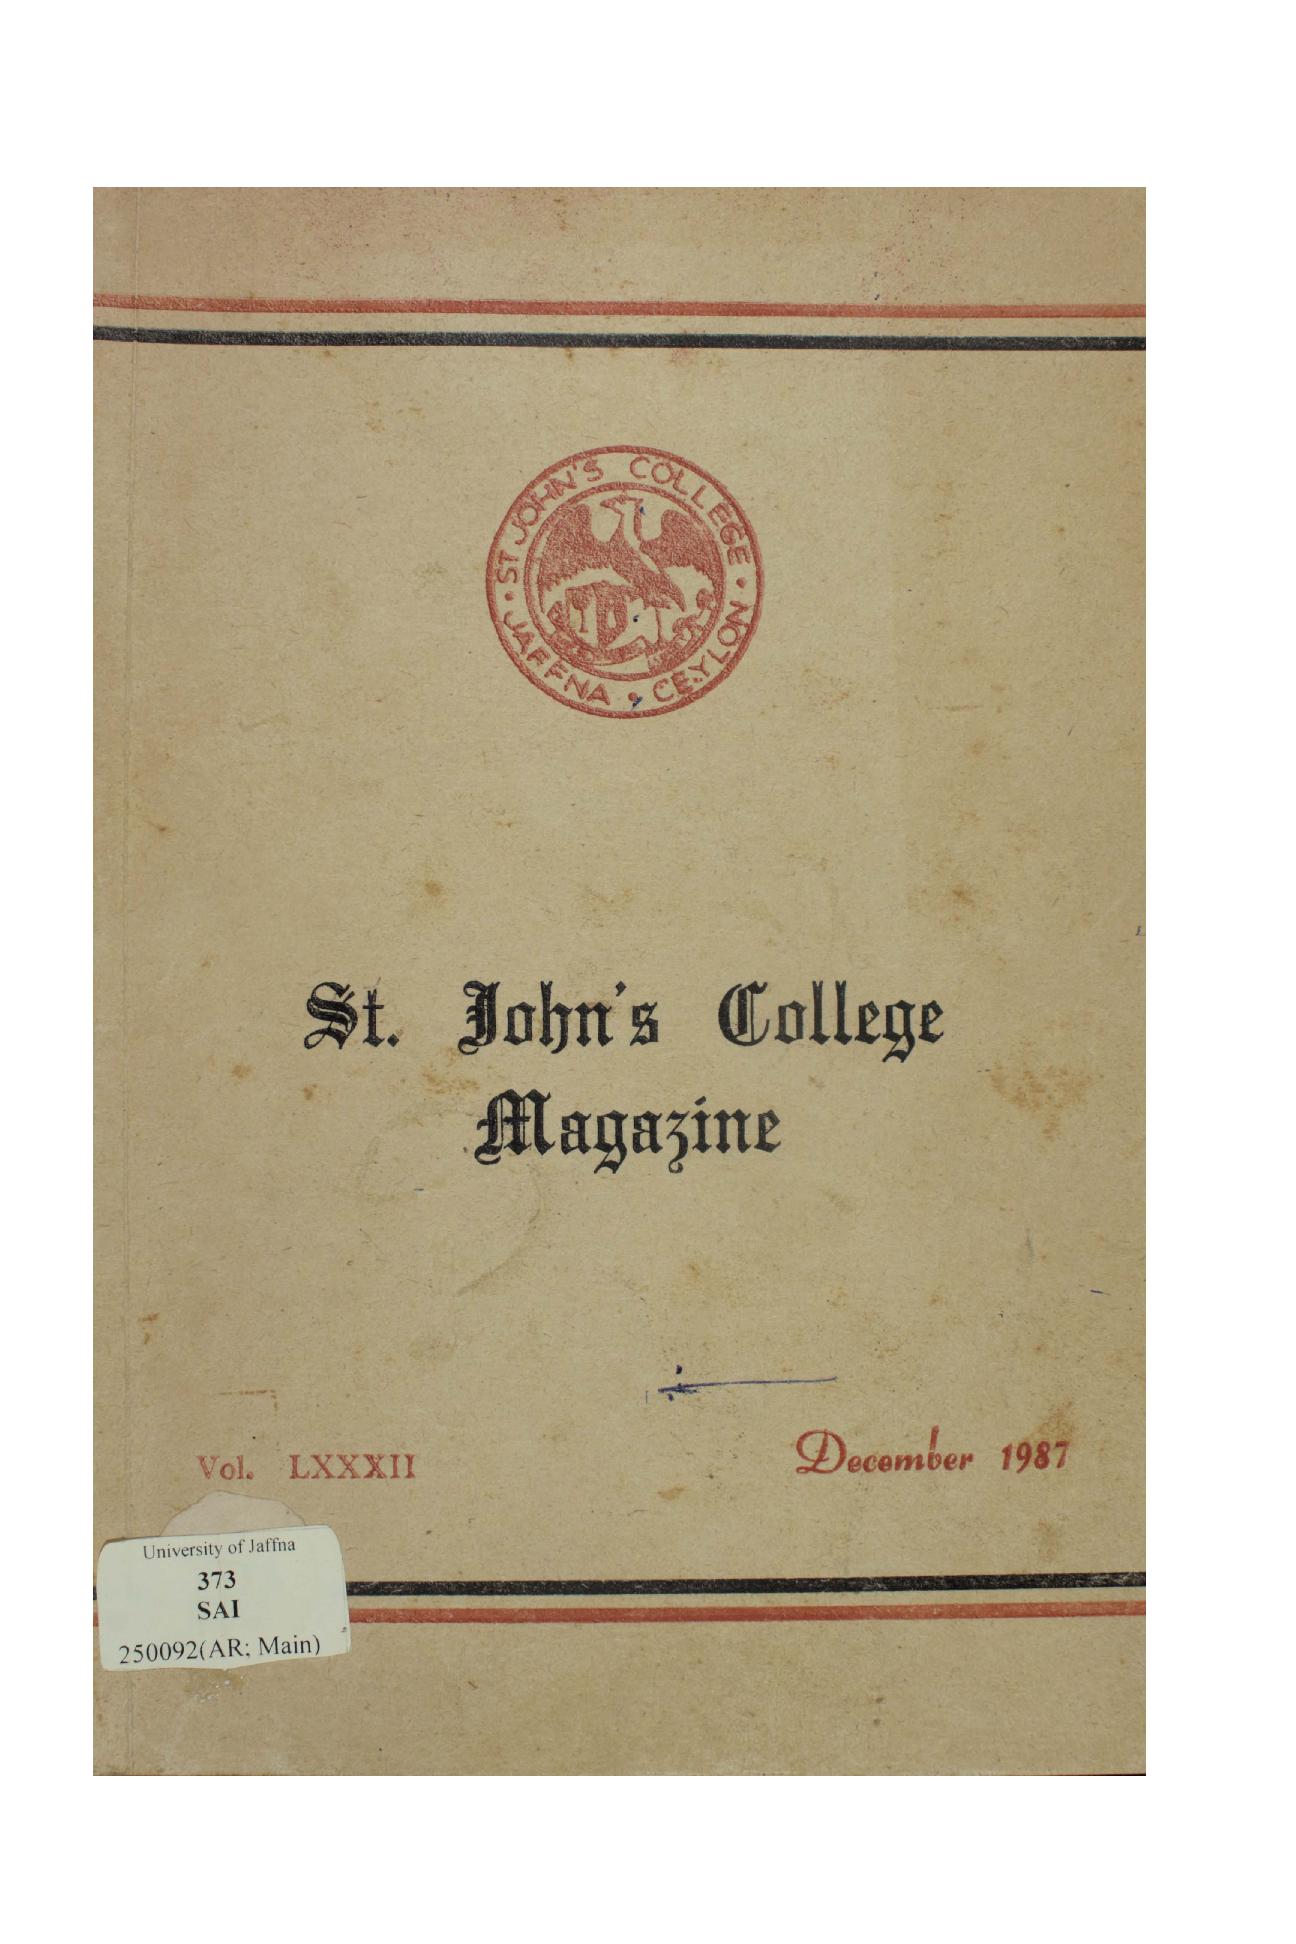 ST JOHN'S COLLEGE
JAFFNA • CEYLON
St. John's College
Magazine
Vol. LXXXII
December 1987
University of Jaffna
373
SAI
250092(AR; Main)